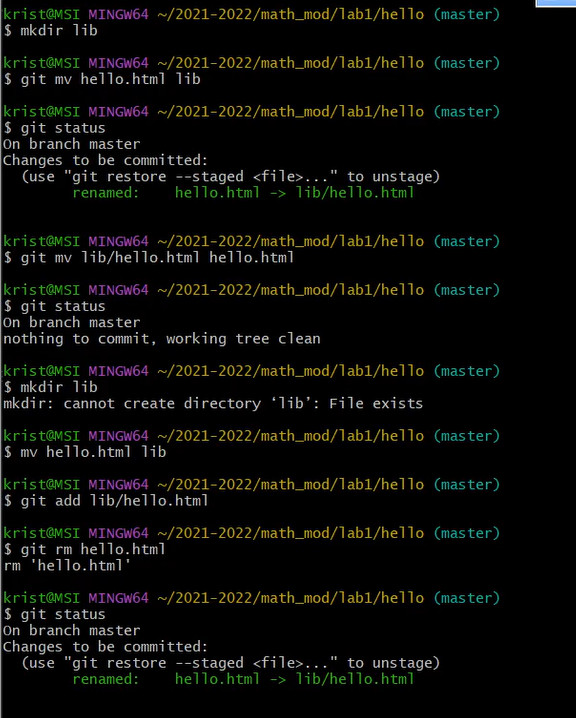 krist@MSI MINGW64 ~/2021-2022/math_mod/lab1/hello (master)
$ mkdir lib
krist@MSI MINGW64 ~/2021-2022/math_mod/lab1/hello (master)
$ git mv hello.html lib
krist@MSI MINGW64 ~/2021-2022/math_mod/lab1/hello (master)
$ git status
On branch master
Changes to be committed:
  (use "git restore --staged <file>..." to unstage)
        renamed:    hello.html -> lib/hello.html
krist@MSI MINGW64 ~/2021-2022/math_mod/lab1/hello (master)
$ git mv lib/hello.html hello.html
krist@MSI MINGW64 ~/2021-2022/math_mod/lab1/hello (master)
$ git status
On branch master
nothing to commit, working tree clean
krist@MSI MINGW64 ~/2021-2022/math_mod/lab1/hello (master)
$ mkdir lib
mkdir: cannot create directory ‘lib’: File exists
krist@MSI MINGW64 ~/2021-2022/math_mod/lab1/hello (master)
$ mv hello.html lib
krist@MSI MINGW64 ~/2021-2022/math_mod/lab1/hello (master)
$ git add lib/hello.html
krist@MSI MINGW64 ~/2021-2022/math_mod/lab1/hello (master)
$ git rm hello.html
rm 'hello.html'
krist@MSI MINGW64 ~/2021-2022/math_mod/lab1/hello (master)
$ git status
On branch master
Changes to be committed:
  (use "git restore --staged <file>..." to unstage)
        renamed:    hello.html -> lib/hello.html